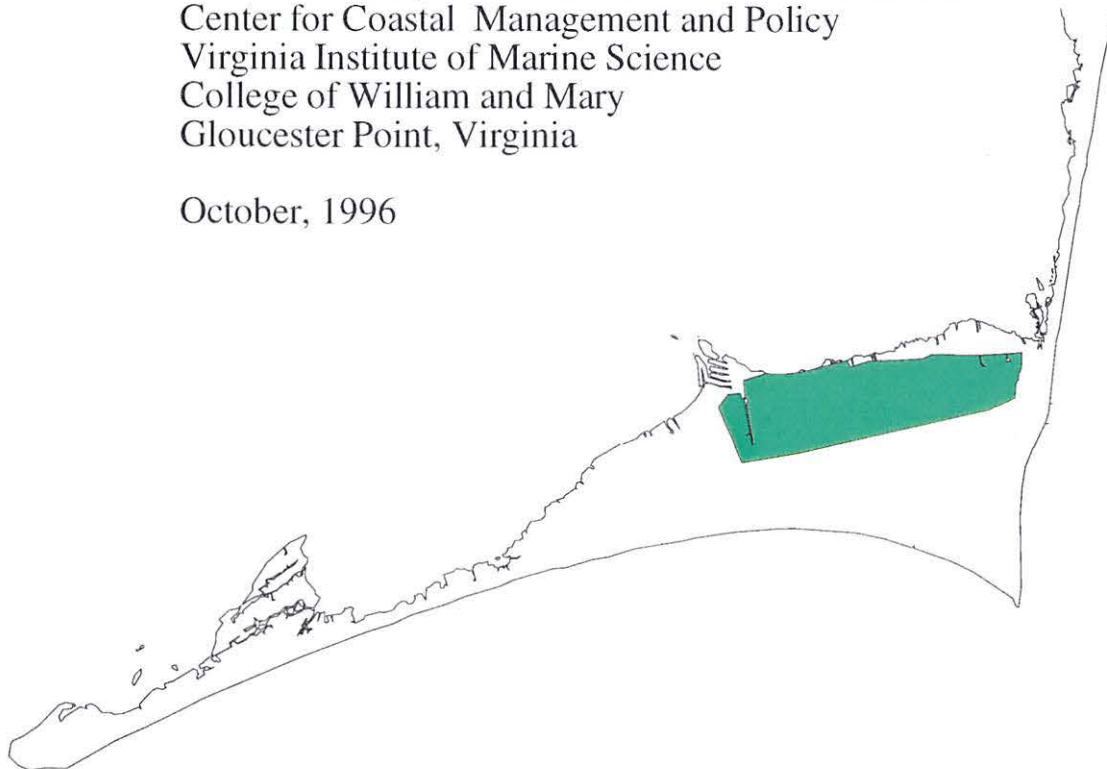 Center for Coastal Management and Policy
Virginia Institute of Marine Science
College of William and Mary
Gloucester Point, Virginia
October, 1996